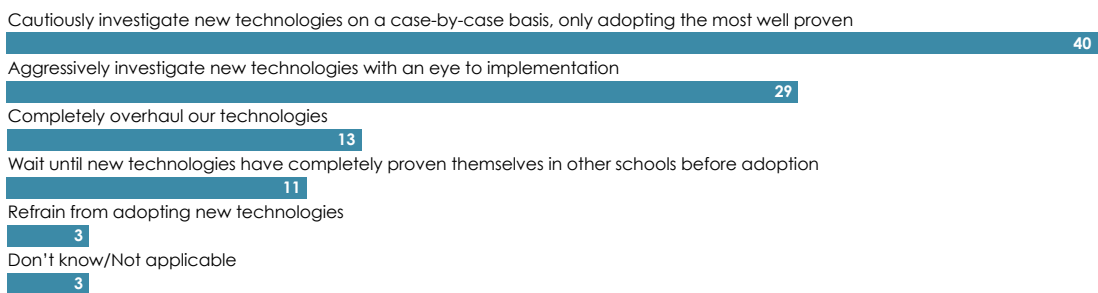 Cautiously investigate new technologies on a case-by-case basis, only adopting the most well proven
40
Aggressively investigate new technologies with an eye to implementation
29
Completely overhaul our technologies
13
Wait until new technologies have completely proven themselves in other schools before adoption
11
Refrain from adopting new technologies
3
Don’t know/Not applicable
3